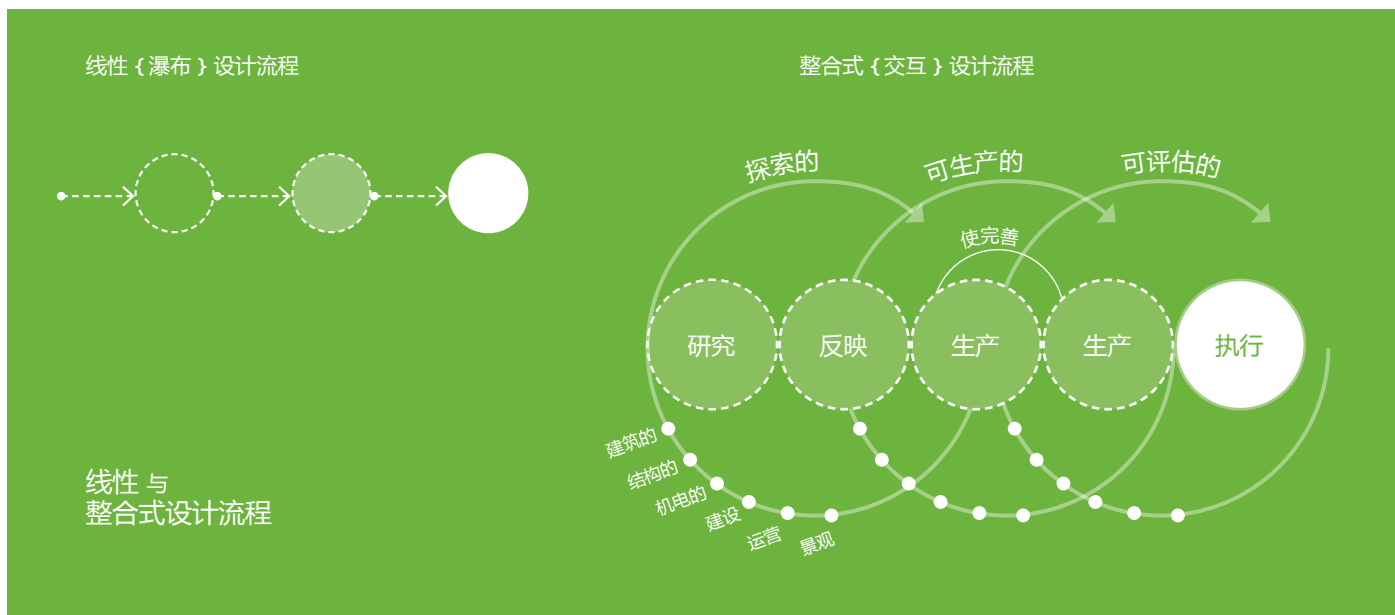 线性 { 瀑布 } 设计流程
整合式 { 交互 } 设计流程
探索的
可生产的
可评估的
使完善
研究
反映
生产
生产
执行
建筑的
结构的
机电的
建设
运营
景观
线性 与
整合式设计流程